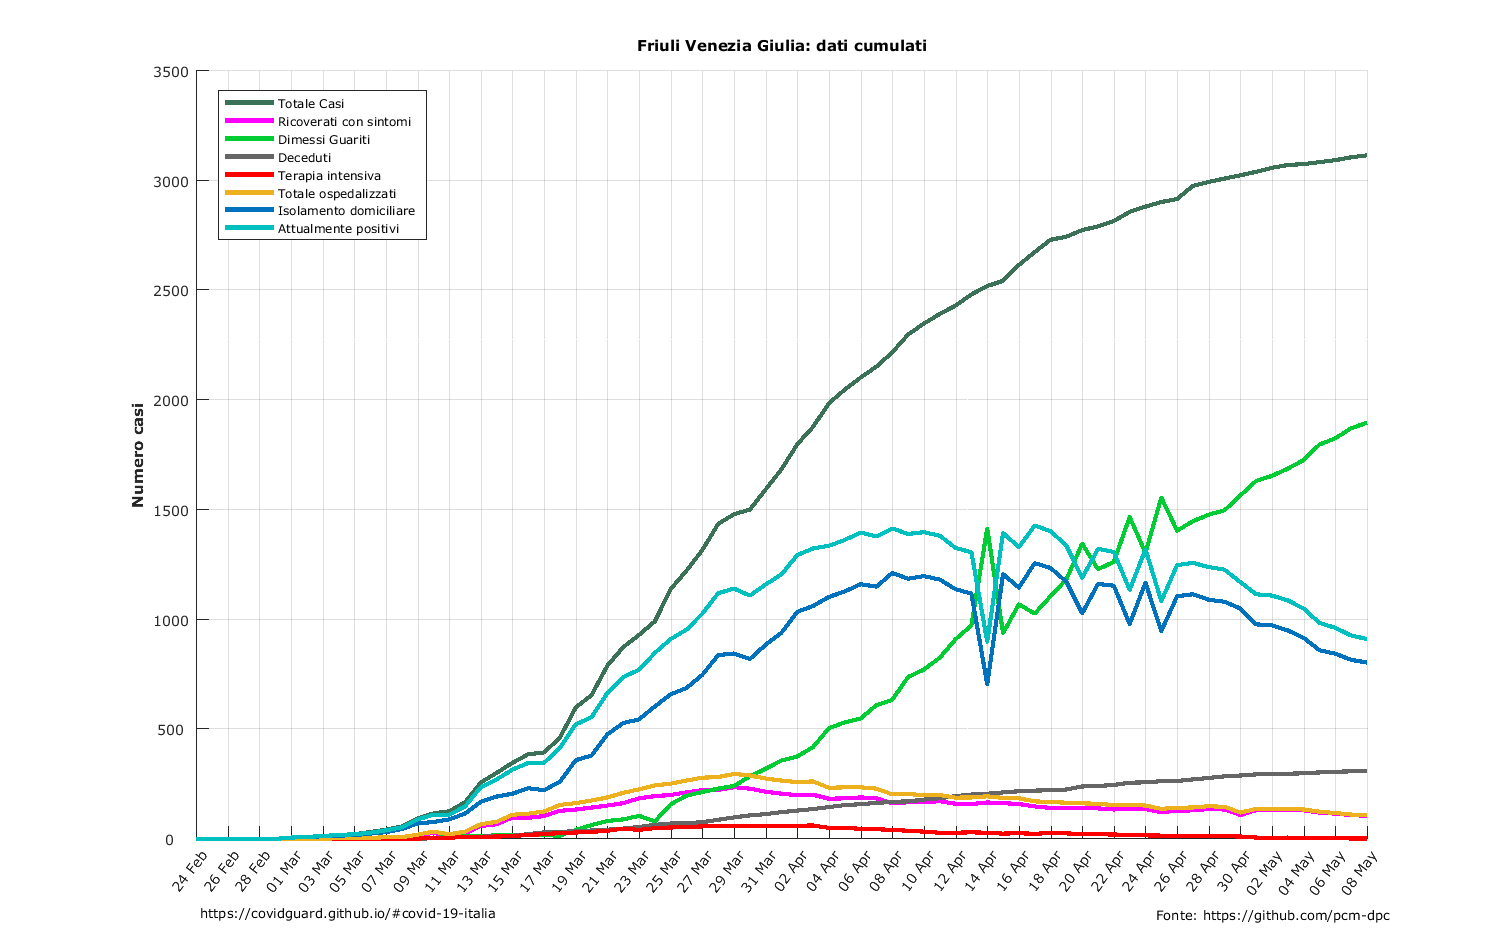 Friuli Venezia Giulia: dati cumulati
3500
3000
2500
2000
1500
1000
500
0
Numero casi
Totale Casi
Ricoverati con sintomi
Dimessi Guariti
Deceduti
Terapia intensiva
Totale ospedalizzati
Isolamento domiciliare
Attualmente positivi
24 Feb
26 Feb
28 Feb
01 Mar
03 Mar
05 Mar
07 Mar
09 Mar
11 Mar
13 Mar
15 Mar
17 Mar
19 Mar
21 Mar
23 Mar
25 Mar
27 Mar
29 Mar
31 Mar
02 Apr
04 Apr
06 Apr
08 Apr
10 Apr
12 Apr
14 Apr
16 Apr
18 Apr
20 Apr
22 Apr
24 Apr
26 Apr
28 Apr
30 Apr
02 May
04 May
06 May
08 May
https://covidguard.github.io/#covid-19-italia
Fonte: https://github.com/pcm-dpc